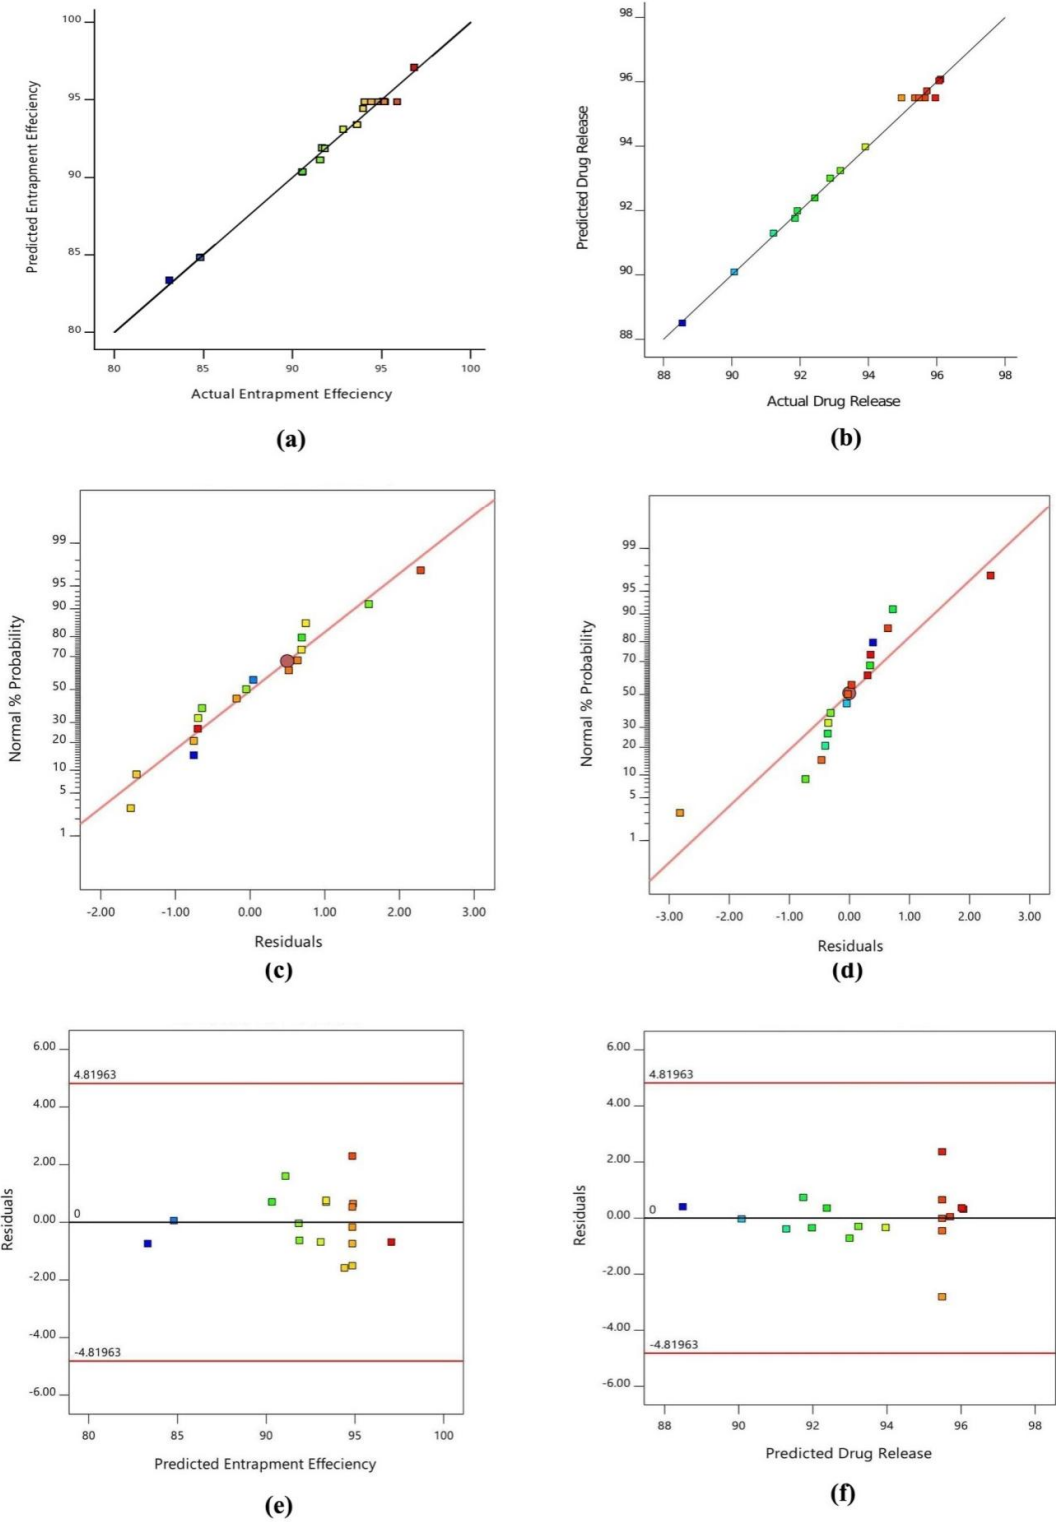 100
95
90
85
80
Predicted Entrapment Effeciency
80 85 90 95 100
Actual Entrapment Effeciency
(a)
98
96
94
92
90
88
Predicted Drug Release
88 90 92 94 96 98
Actual Drug Release
(b)
99
95
90
80
70
50
30
20
10
5
1
Normal % Probability
-2.00 -1.00 0.00 1.00 2.00 3.00
Residuals
(c)
99
95
90
80
70
50
30
20
10
5
1
Normal % Probability
-3.00 -2.00 -1.00 0.00 1.00 2.00 3.00
Residuals
(d)
6.00
4.81963
4.00
2.00
0
0.00
-2.00
-4.00
-4.81963
-6.00
Residuals
80 85 90 95 100
Predicted Entrapment Effeciency
(e)
6.00
4.81963
4.00
2.00
0
0.00
-2.00
-4.00
-4.81963
-6.00
Residuals
88 90 92 94 96 98
Predicted Drug Release
(f)